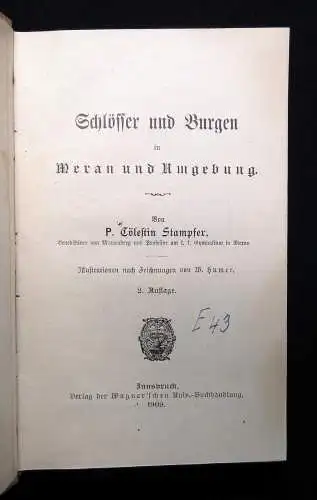 Schlösser und Burgen
in
Meran und Umgebung.
Von
P. Cölestin Stampfer,
Benediktiner von Marienberg und Professor am k. k. Gymnasium in Meran
Illustrationen nach Zeichnungen von W. Humer.
2. Auflage.
E 43
Innsbruck.
Verlag der Wagner'schen Univ.-Buchhandlung.
1909.